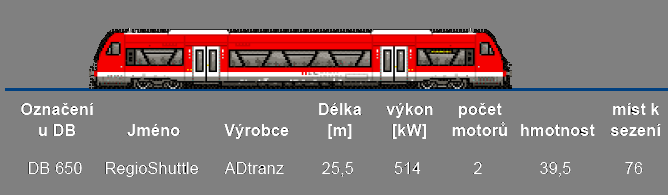 Délka výkon počet míst k
Označení u DB Jméno Výrobce [m] [kW] motorů hmotnost sezení
DB 650 RegioShuttle ADtranz 25,5 514 2 39,5 76